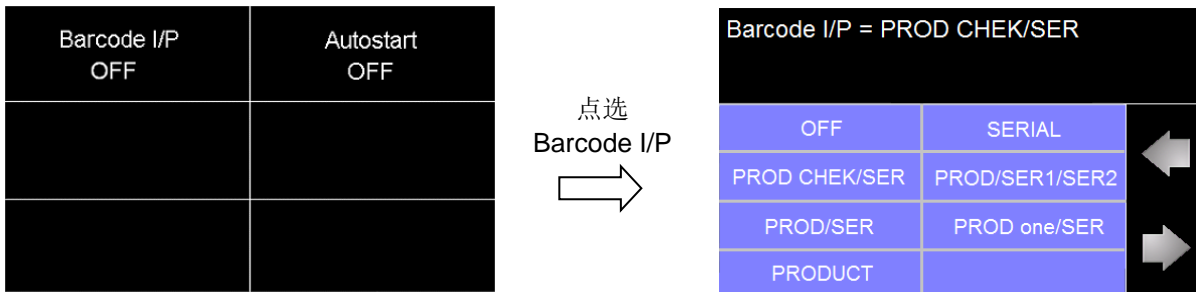 Barcode I/P
OFF
Autostart
OFF
点选
Barcode I/P
Barcode I/P = PROD CHEK/SER
OFF
SERIAL
PROD CHEK/SER
PROD/SER1/SER2
PROD/SER
PROD one/SER
PRODUCT